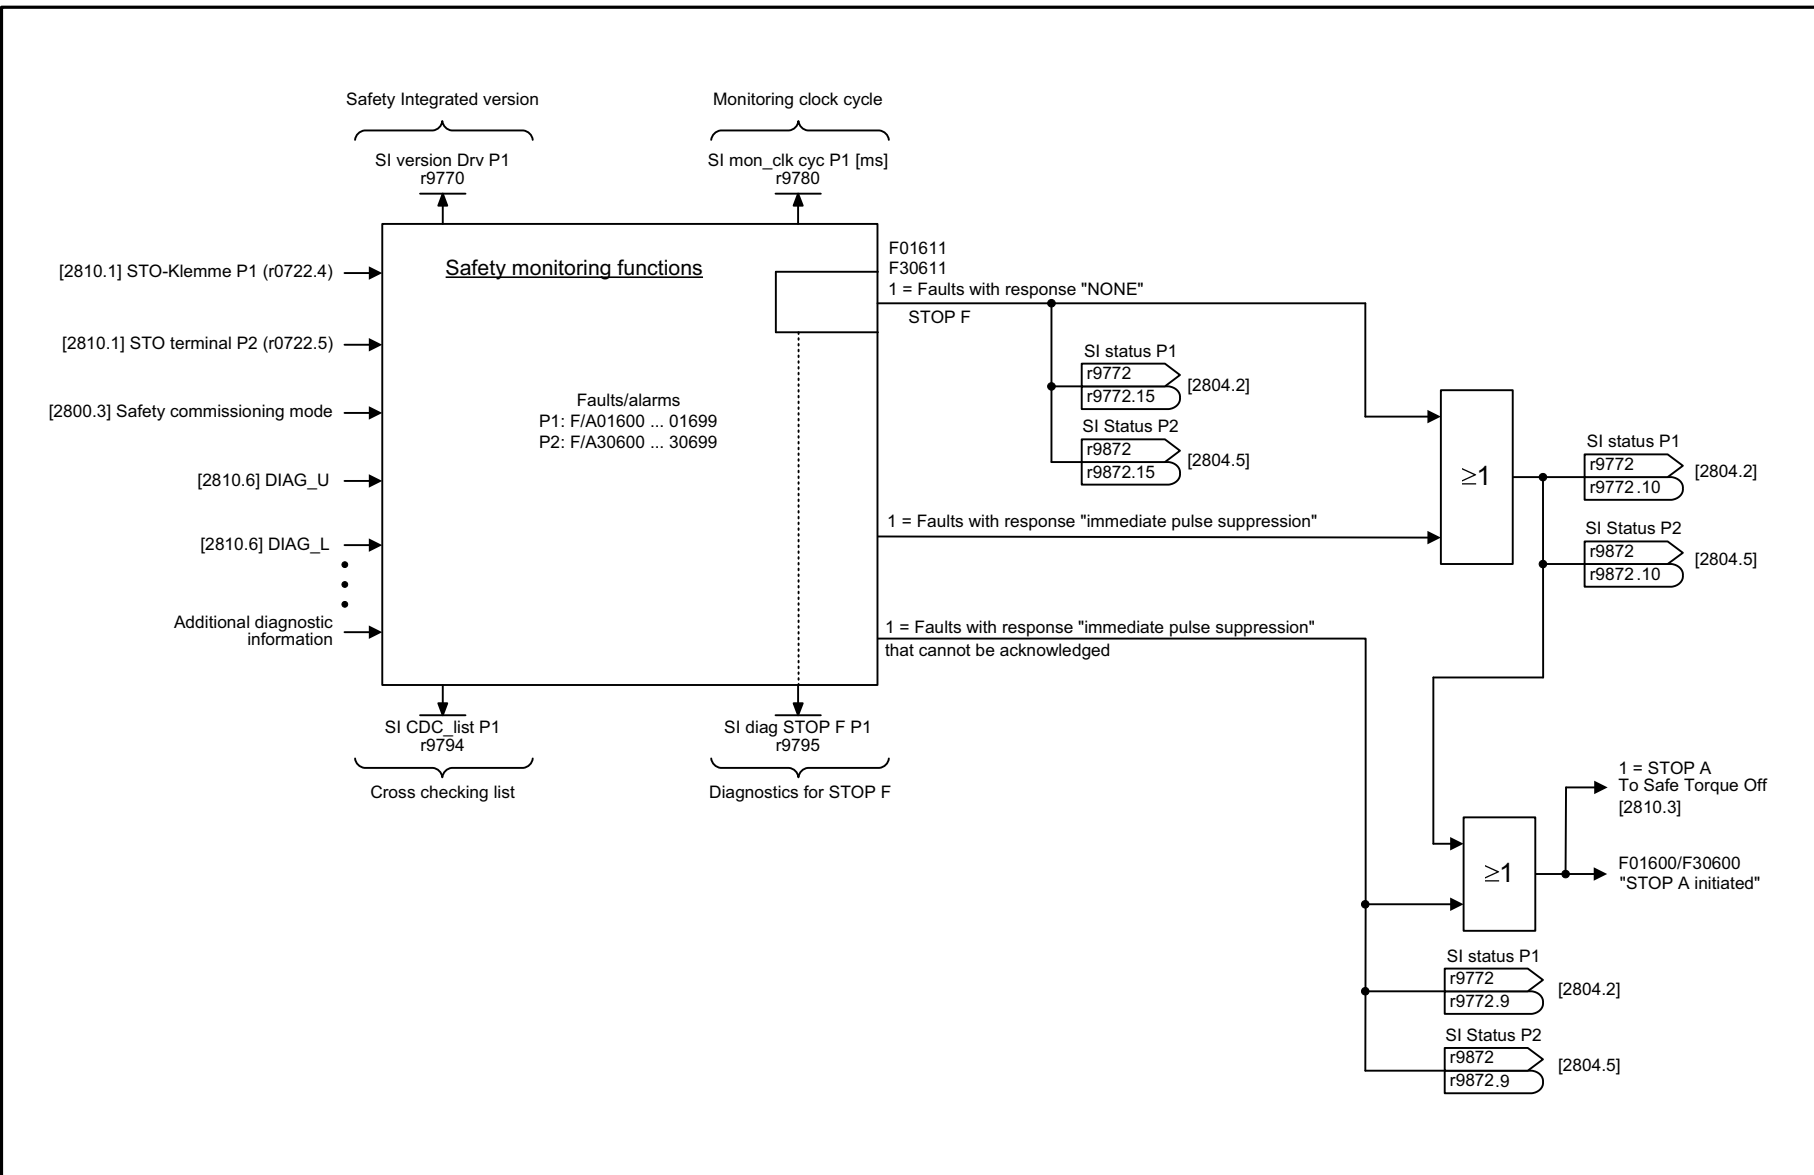 Safety Integrated version
SI version Drv P1
r9770
Monitoring clock cycle
SI mon_clk cyc P1 [ms]
r9780
[2810.1] STO-Klemme P1 (r0722.4)
[2810.1] STO terminal P2 (r0722.5)
[2800.3] Safety commissioning mode
[2810.6] DIAG_U
[2810.6] DIAG_L
Additional diagnostic
information
Safety monitoring functions
Faults/alarms
P1: F/A01600 ... 01699
P2: F/A30600 ... 30699
SI CDC_list P1
r9794
Cross checking list
SI diag STOP F P1
r9795
Diagnostics for STOP F
F01611
F30611
1 = Faults with response "NONE"
STOP F
SI status P1
r9772
r9772.15
[2804.2]
SI Status P2
r9872
r9872.15
[2804.5]
1 = Faults with response "immediate pulse suppression"
1 = Faults with response "immediate pulse suppression"
that cannot be acknowledged
≥1
SI status P1
r9772
r9772.10
[2804.2]
SI Status P2
r9872
r9872.10
[2804.5]
≥1
1 = STOP A
To Safe Torque Off
[2810.3]
F01600/F30600
"STOP A initiated"
SI status P1
r9772
r9772.9
[2804.2]
SI Status P2
r9872
r9872.9
[2804.5]